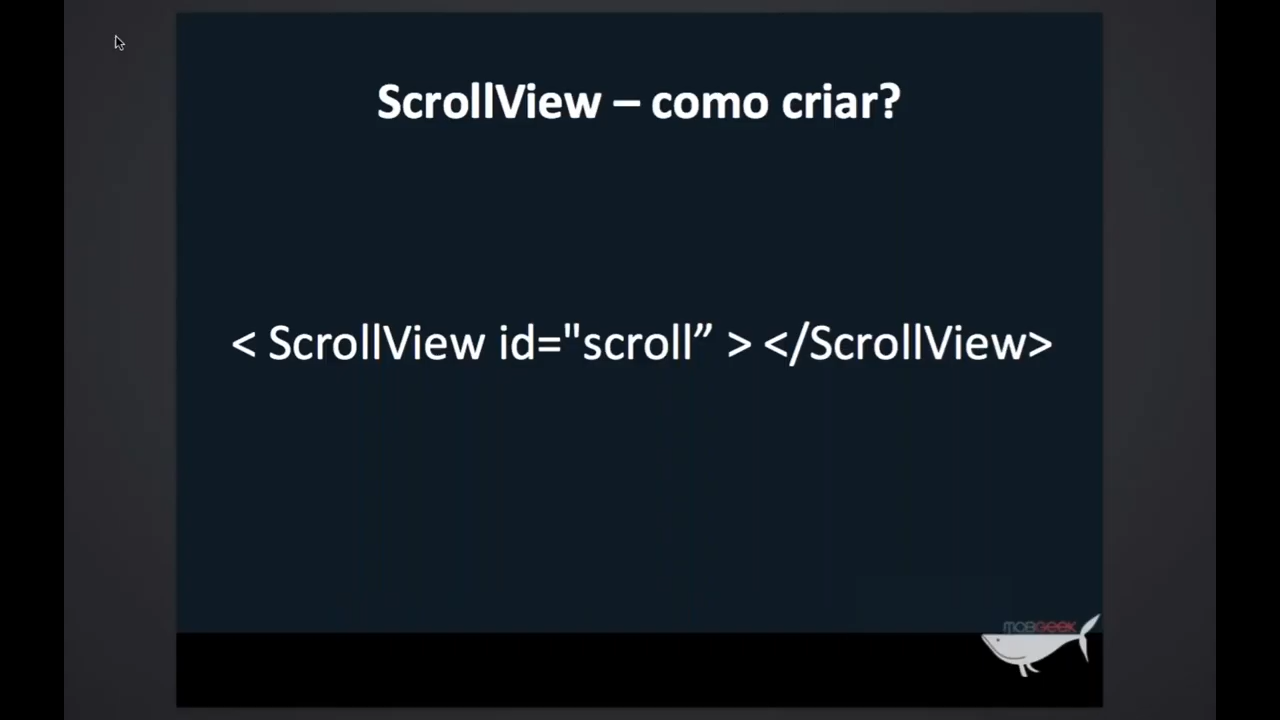 ScrollView – como criar?
< ScrollView id="scroll” > </ScrollView>
MOBGEEK